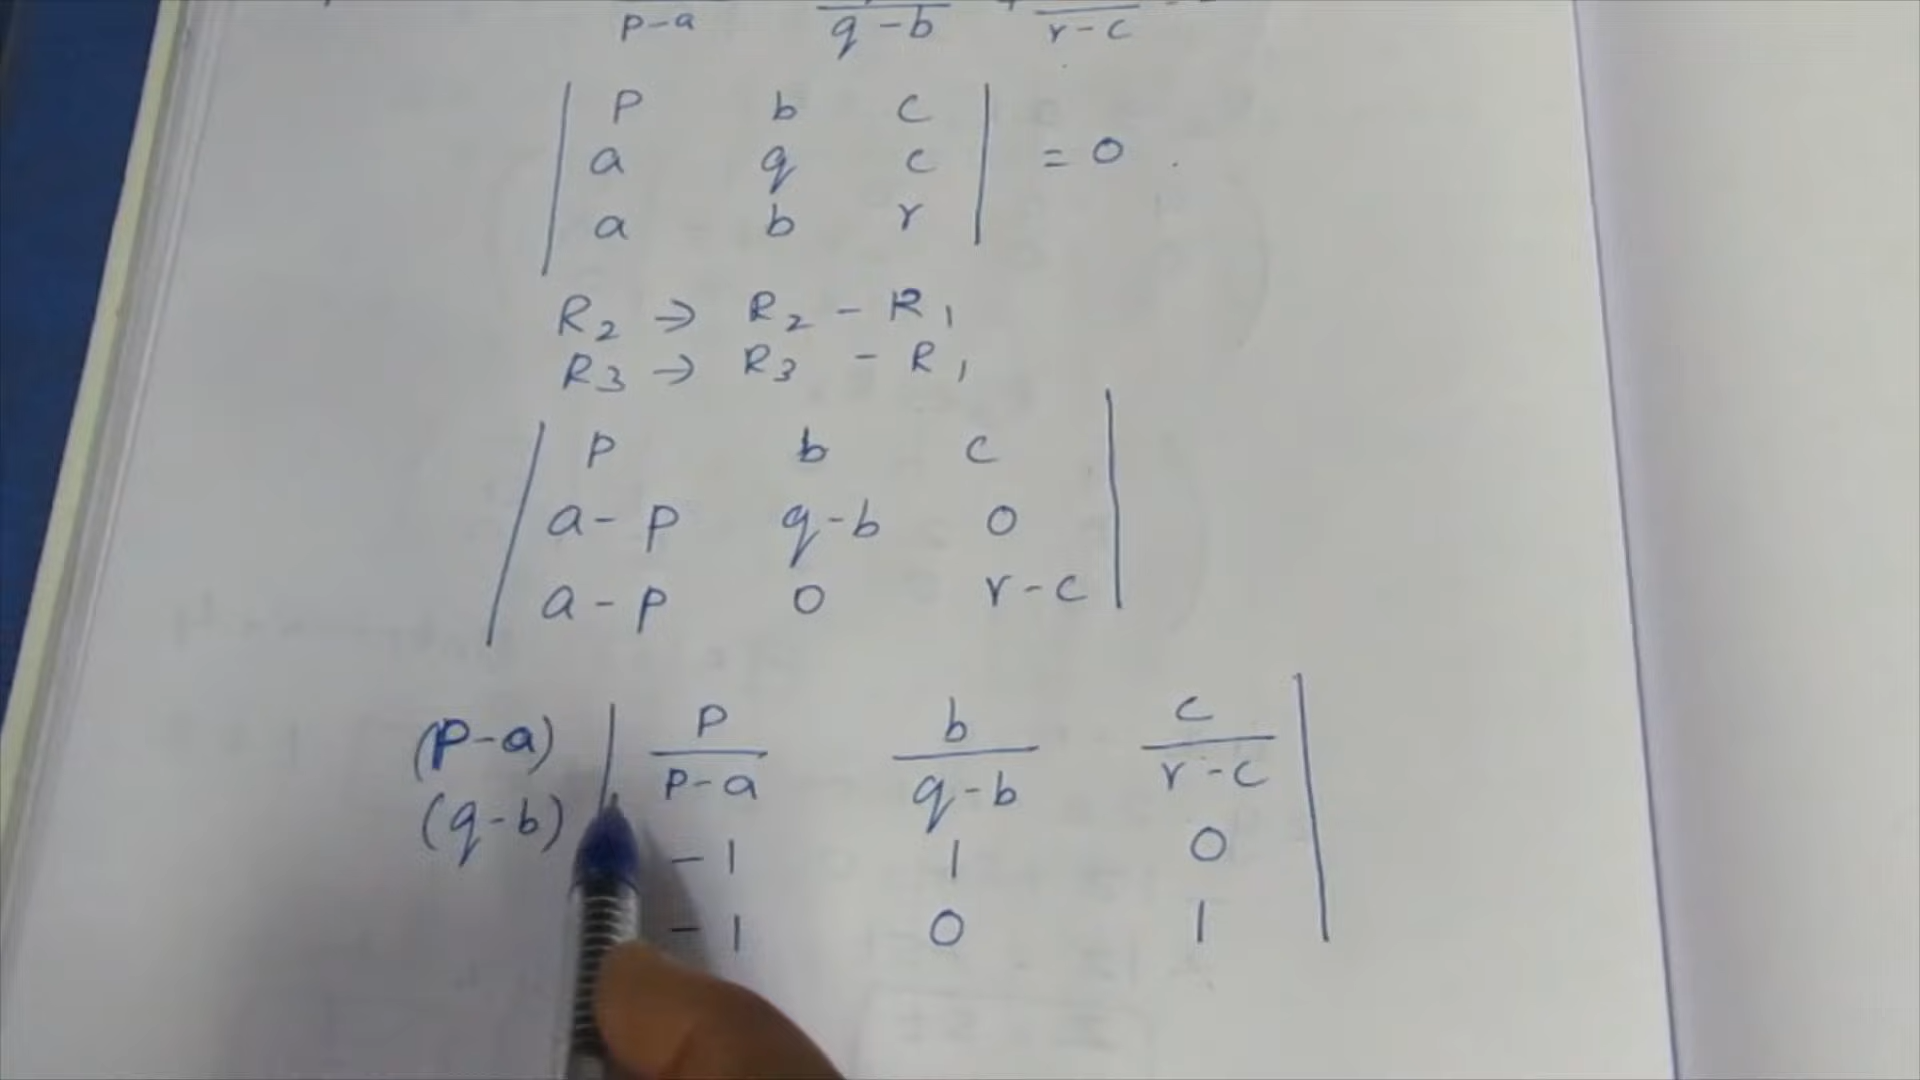 p-a q-b + r-c
| p b c |
| a q c | = 0 .
| a b r |
R2 → R2 - R1
R3 → R3 - R1
| p b c |
| a-p q-b 0 |
| a-p 0 r-c |
(p-a) | p/p-a b/q-b c/r-c |
(q-b) | -1 1 0 |
| -1 0 1 |